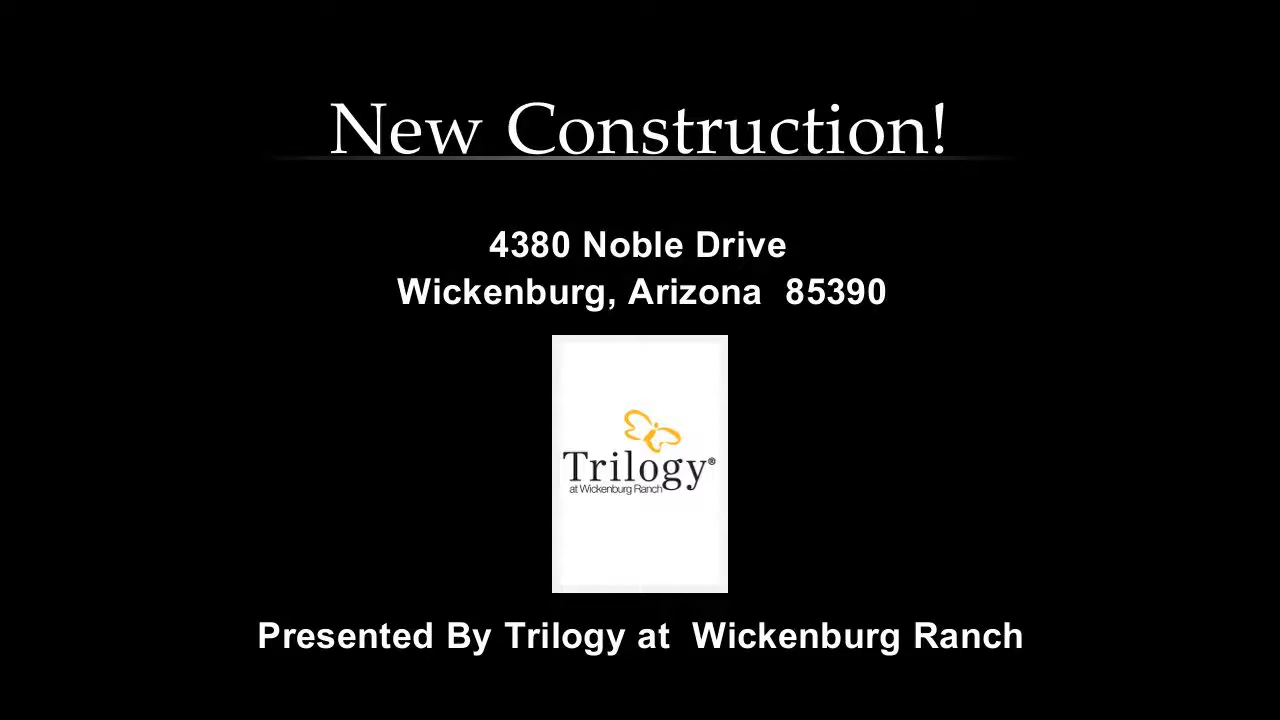 New Construction!
4380 Noble Drive
Wickenburg, Arizona  85390
Trilogy®
at Wickenburg Ranch
Presented By Trilogy at  Wickenburg Ranch